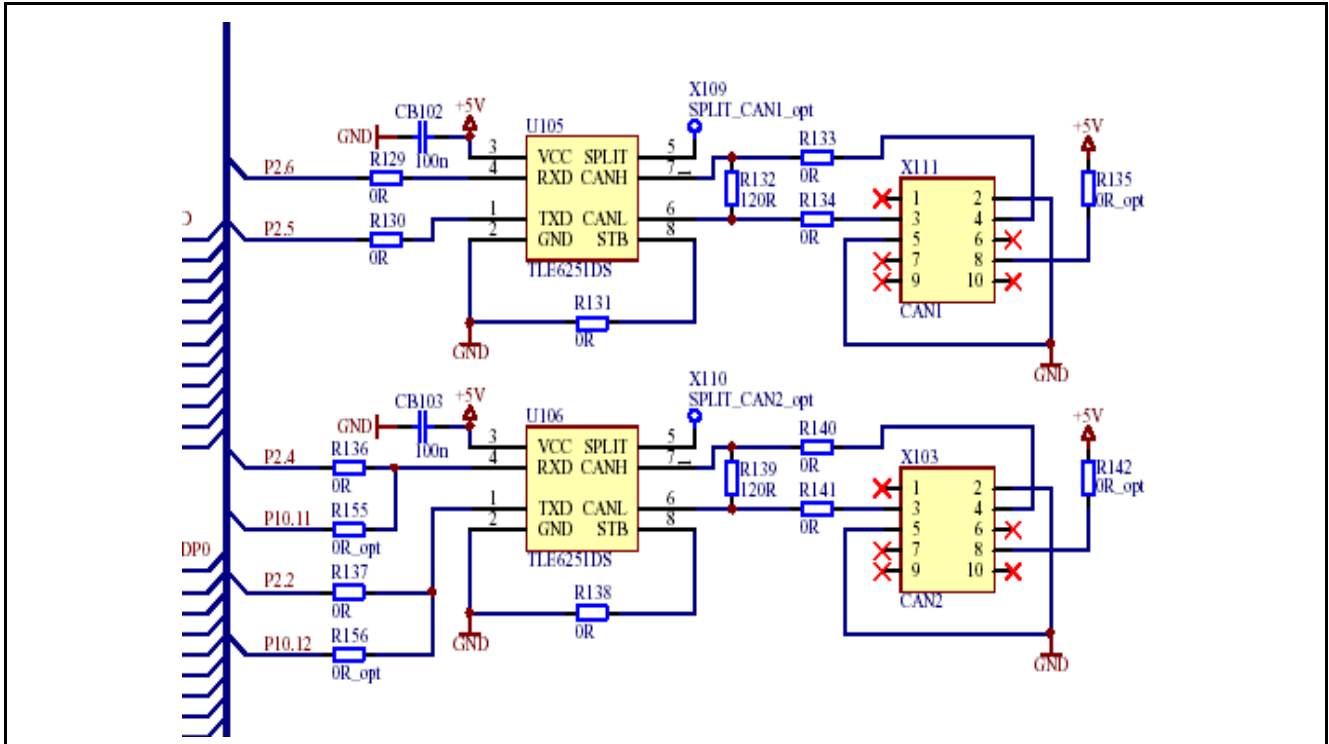 X109
SPLIT_CAN1_opt
CB102
+5V
GND
100n
U105
P2.6
R129
0R
3
4
VCC SPLIT
RXD CANH
5
7
P2.5
R130
0R
1
2
TXD CANL
GND STB
6
8
TLE6251DS
R131
0R
GND
R132
120R
R133
0R
R134
0R
X111
1 2
3 4
5 6
7 8
9 10
CAN1
+5V
R135
0R_opt
GND
X110
SPLIT_CAN2_opt
CB103
+5V
GND
100n
U106
P2.4
R136
0R
3
4
VCC SPLIT
RXD CANH
5
7
P10.11
R155
0R_opt
1
2
TXD CANL
GND STB
6
8
TLE6251DS
DP0
P2.2
R137
0R
P10.12
R156
0R_opt
R138
0R
GND
R139
120R
R140
0R
R141
0R
X103
1 2
3 4
5 6
7 8
9 10
CAN2
+5V
R142
0R_opt
GND